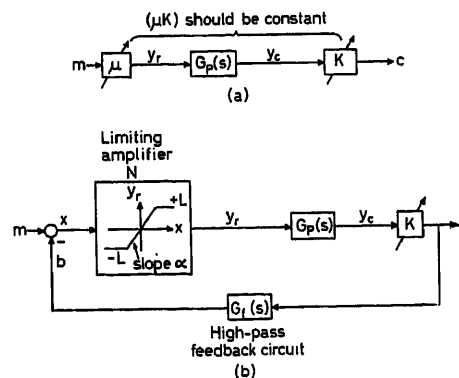 (μK) should be constant
m μ y_r G_p(s) y_c K c
(a)
Limiting
amplifier
N
y_r
+L
m x x y_r G_p(s) y_c K
-
-L
slope α
b
G_f(s)
High-pass
feedback circuit
(b)